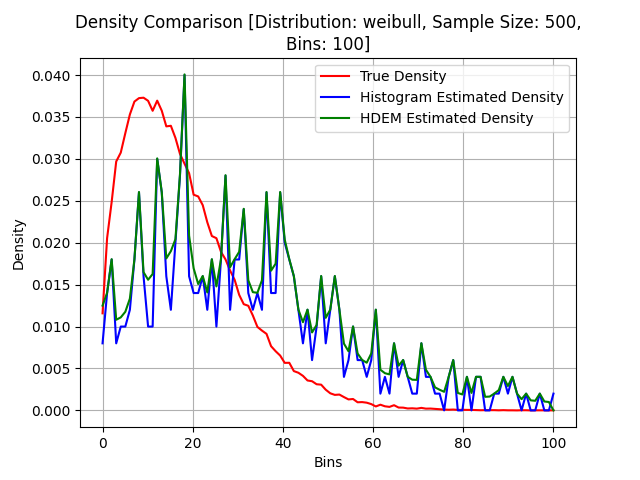 Density Comparison [Distribution: weibull, Sample Size: 500,
Bins: 100]
True Density
Histogram Estimated Density
HDEM Estimated Density
Density
0.040
0.035
0.030
0.025
0.020
0.015
0.010
0.005
0.000
0 20 40 60 80 100
Bins